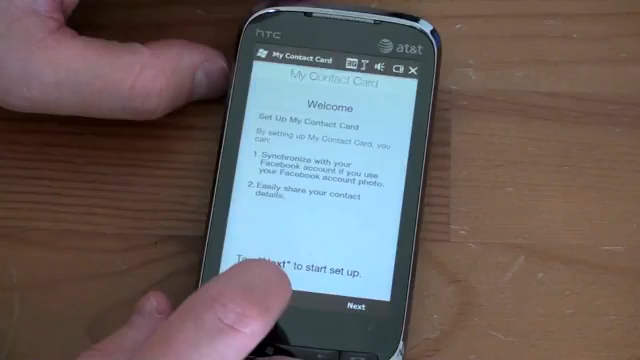 hTC
at&t
My Contact Card 3G
My Contact Card
Welcome
Set Up My Contact Card
By setting up My Contact Card, you
can:
1. Synchronize with your
Facebook account if you use
your Facebook account photo.
2. Easily share your contact
details.
"Next" to start set up.
Next